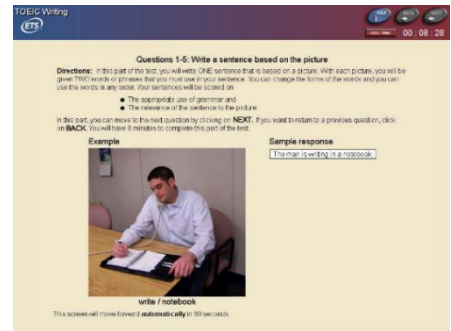 TOEIC Writing
ETS
HELP
BACK
NEXT
00 : 08 : 28
Questions 1-5: Write a sentence based on the picture
Directions: In this part of the test, you will write ONE sentence that is based on a picture. With each picture, you will be
given TWO words or phrases that you must use in your sentence. You can change the forms of the words and you can
use the words in any order. Your sentences will be scored on
● The appropriate use of grammar and
● The relevance of the sentence to the picture
In this part, you can move to the next question by clicking on NEXT. If you want to return to a previous question, click
on BACK. You will have 8 minutes to complete this part of the test.
Example
Sample response
The man is writing in a notebook.
write / notebook
This screen will move forward automatically in 60 seconds.